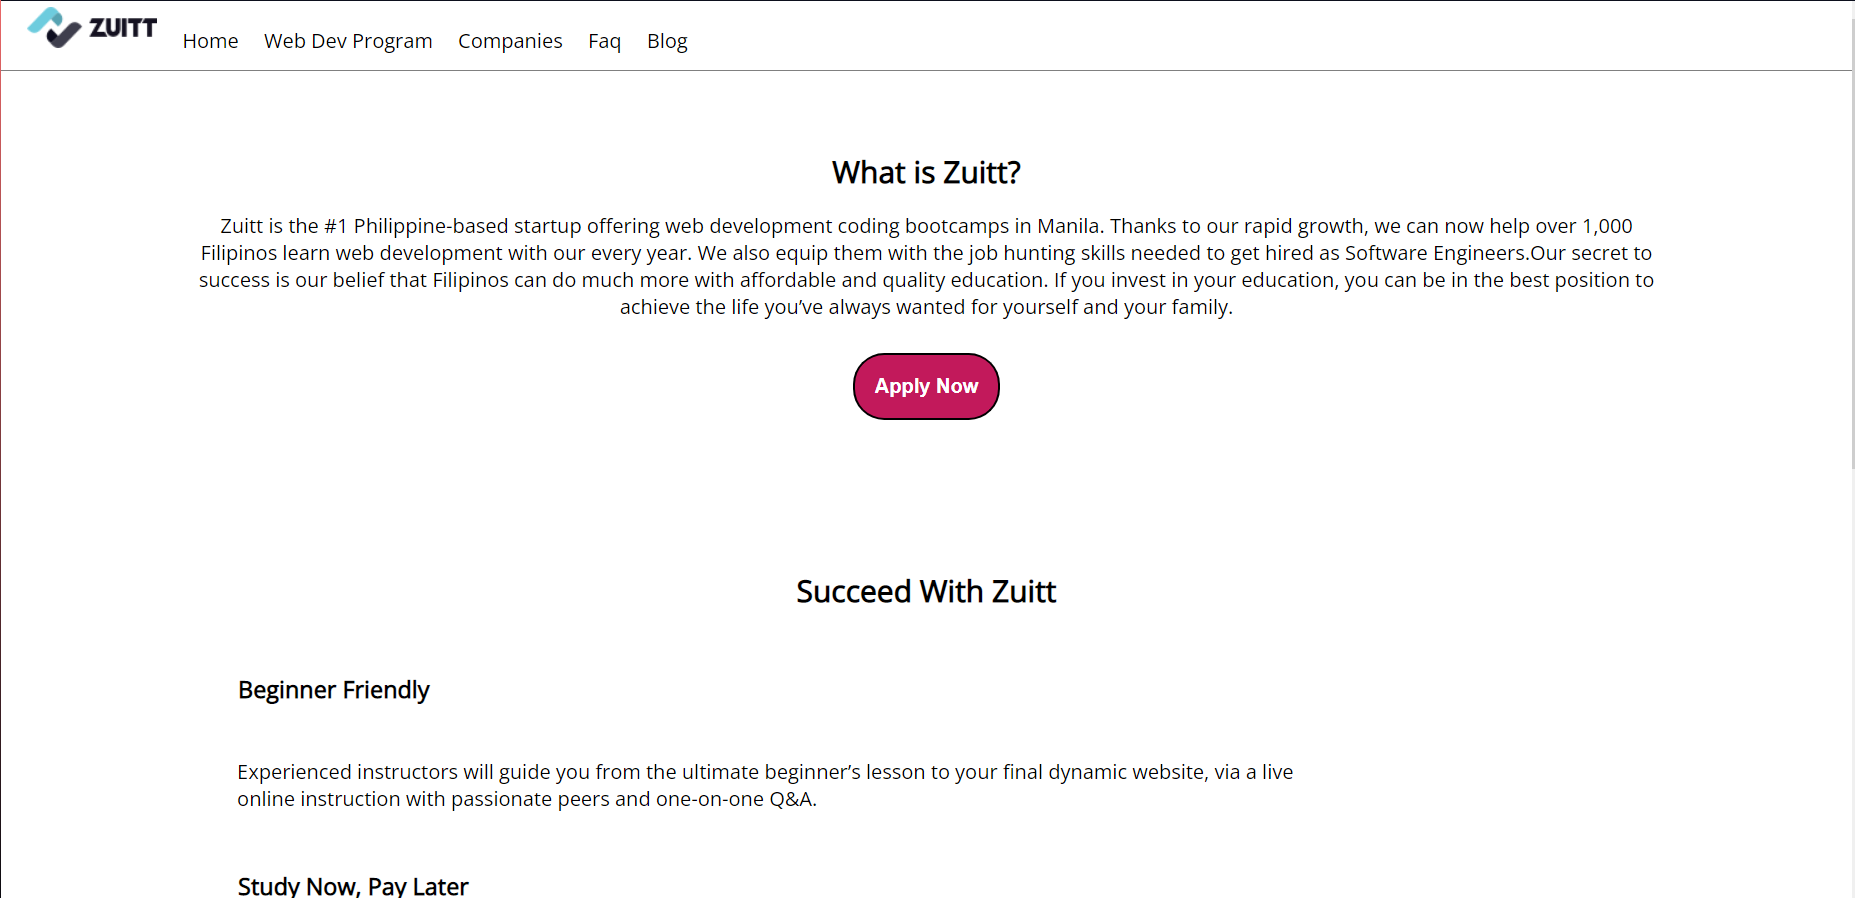 ZUITT
Home Web Dev Program Companies Faq Blog
What is Zuitt?
Zuitt is the #1 Philippine-based startup offering web development coding bootcamps in Manila. Thanks to our rapid growth, we can now help over 1,000
Filipinos learn web development with our every year. We also equip them with the job hunting skills needed to get hired as Software Engineers.Our secret to
success is our belief that Filipinos can do much more with affordable and quality education. If you invest in your education, you can be in the best position to
achieve the life you’ve always wanted for yourself and your family.
Apply Now
Succeed With Zuitt
Beginner Friendly
Experienced instructors will guide you from the ultimate beginner’s lesson to your final dynamic website, via a live
online instruction with passionate peers and one-on-one Q&A.
Study Now, Pay Later